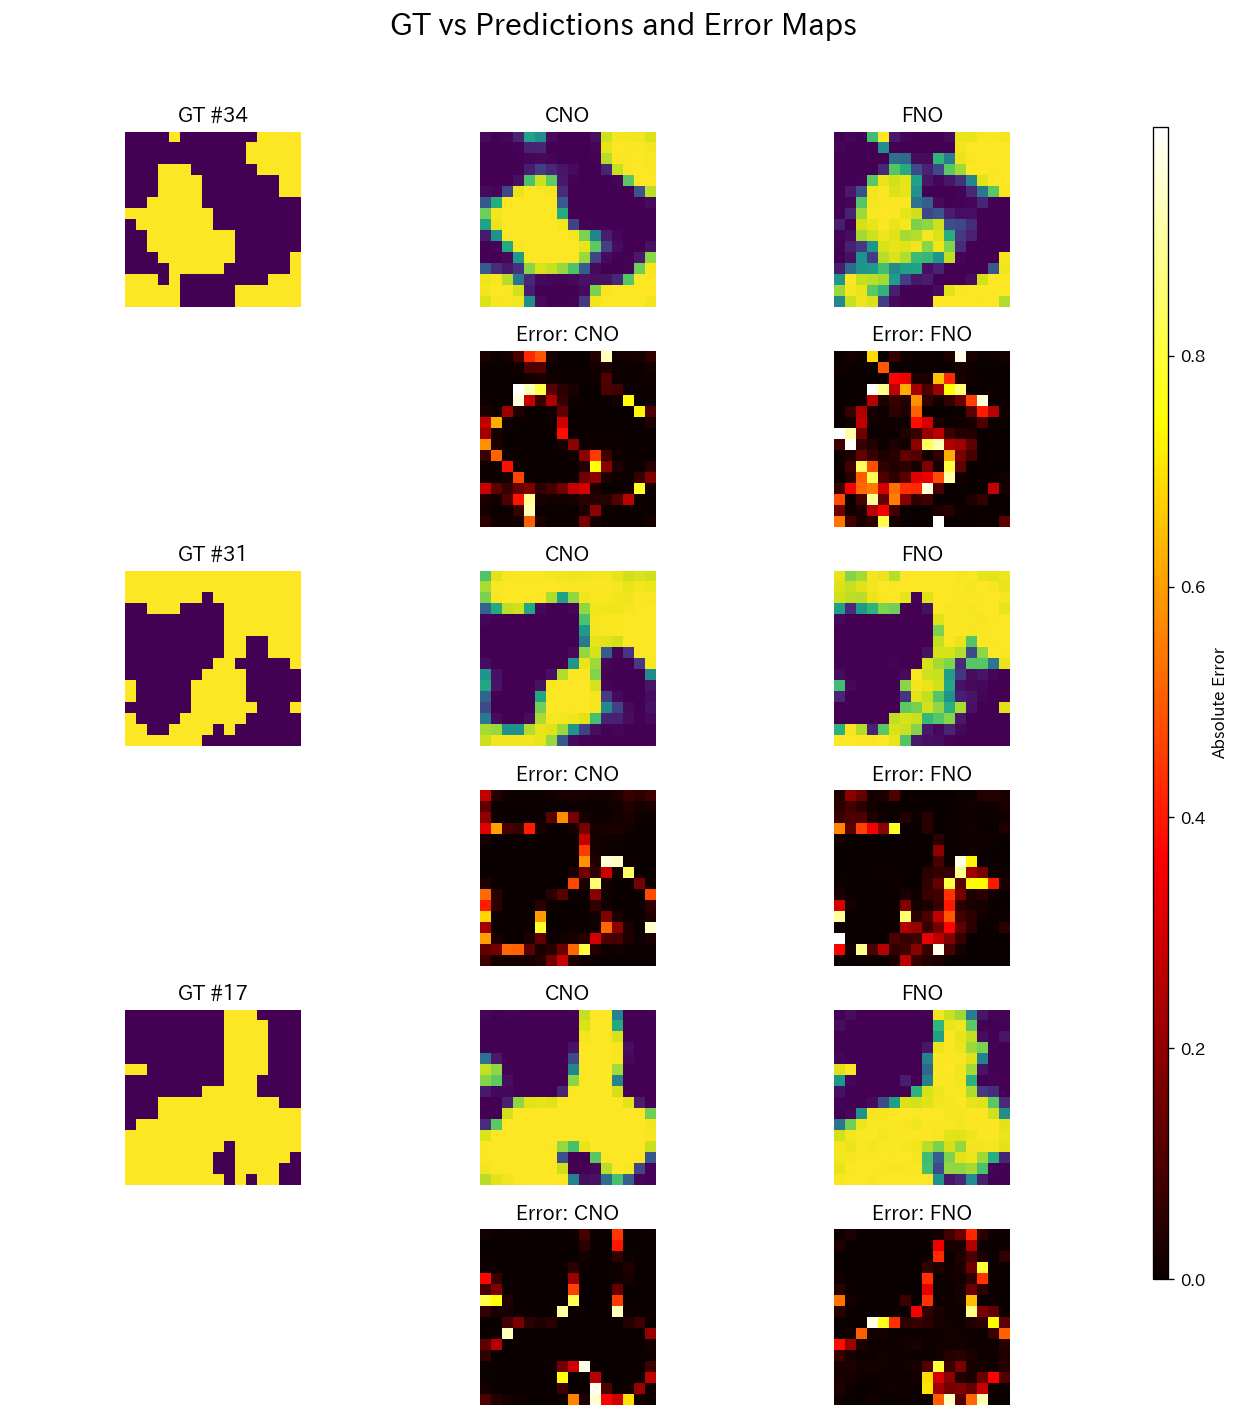 GT vs Predictions and Error Maps
GT #34
CNO
FNO
Error: CNO
Error: FNO
GT #31
CNO
FNO
Error: CNO
Error: FNO
GT #17
CNO
FNO
Error: CNO
Error: FNO
0.8
0.6
0.4
0.2
0.0
Absolute Error